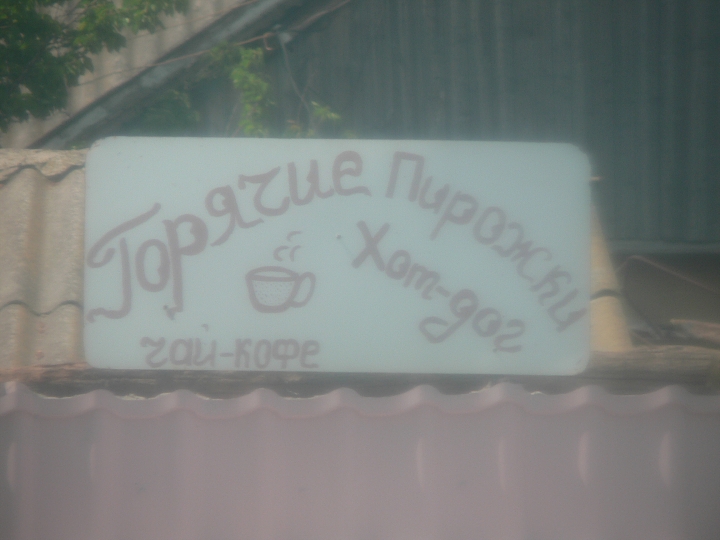 Горячие Пирожки
Хот-дог
чай-кофе